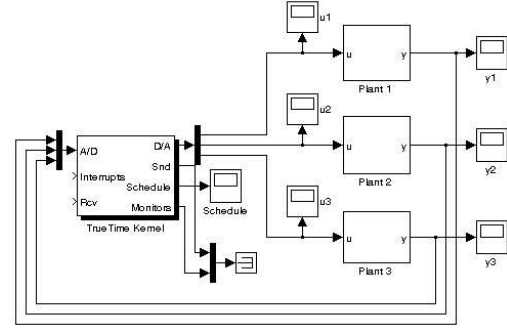 u1
u y
Plant 1
y1
u2
A/D
D/A
Snd
Interrupts
Schedule
Rcv
Monitors
TrueTime Kernel
Schedule
u y
Plant 2
y2
u3
u y
Plant 3
y3